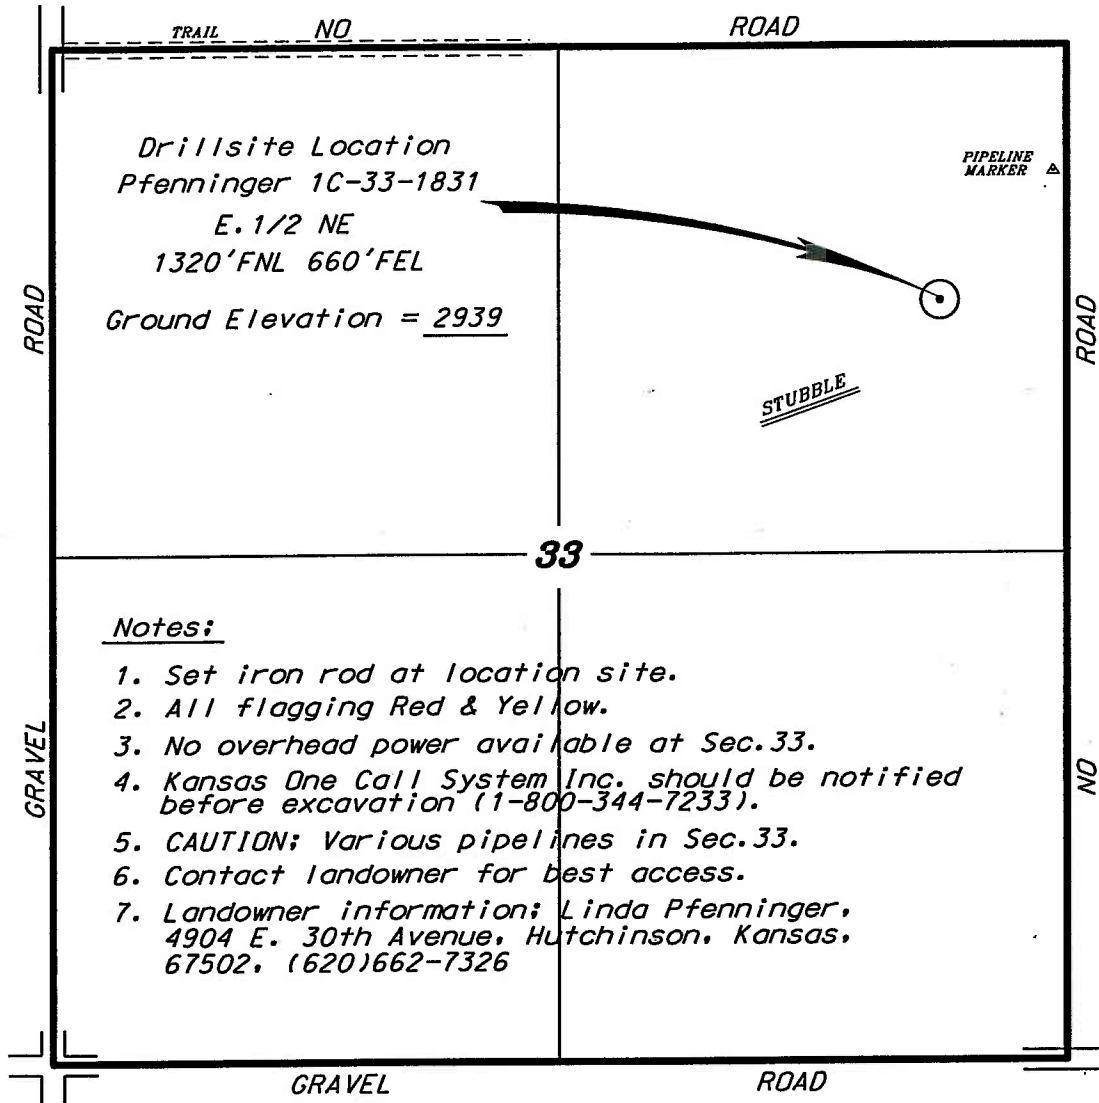 TRAIL NO ROAD
Drillsite Location
Pfenninger 1C-33-1831
E. 1/2 NE
1320'FNL 660'FEL
Ground Elevation = 2939
PIPELINE
MARKER
ROAD
ROAD
STUBBLE
33
Notes:
1. Set iron rod at location site.
2. All flagging Red & Yellow.
3. No overhead power available at Sec.33.
4. Kansas One Call System Inc. should be notified
before excavation (1-800-344-7233).
5. CAUTION: Various pipelines in Sec.33.
6. Contact landowner for best access.
7. Landowner information: Linda Pfenninger,
4904 E. 30th Avenue, Hutchinson, Kansas,
67502, (620)662-7326
GRAVEL
NO
GRAVEL ROAD